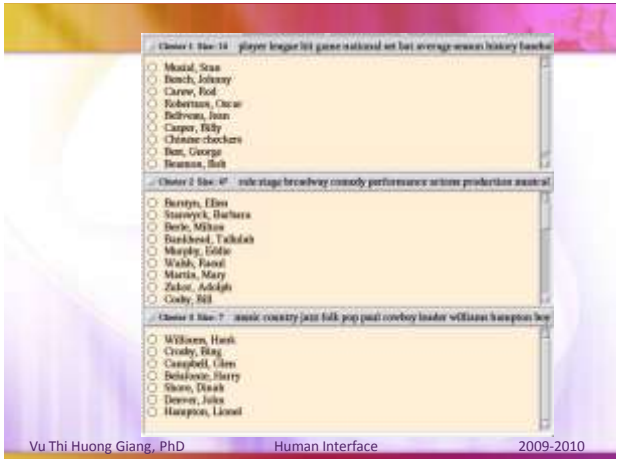 Cluster 1 Size: player league hit game national set bat average season history
Musial, Stan
Bench, Johnny
Carew, Rod
Robertson, Oscar
Beliveau, Jean
Casper, Billy
Chinese checkers
Best, George
Beamon, Bob
Cluster 2 Size: role stage broadway comedy performance actress production musical
Burstyn, Ellen
Stanwyck, Barbara
Berle, Milton
Bankhead, Tallulah
Murphy, Eddie
Walsh, Raoul
Martin, Mary
Zukor, Adolph
Cosby, Bill
Cluster 3 Size: 7 music country jazz folk pop paul cowboy leader williams hampton boy
Williams, Hank
Crosby, Bing
Campbell, Glen
Belafonte, Harry
Shore, Dinah
Denver, John
Hampton, Lionel
Vu Thi Huong Giang, PhD Human Interface 2009-2010